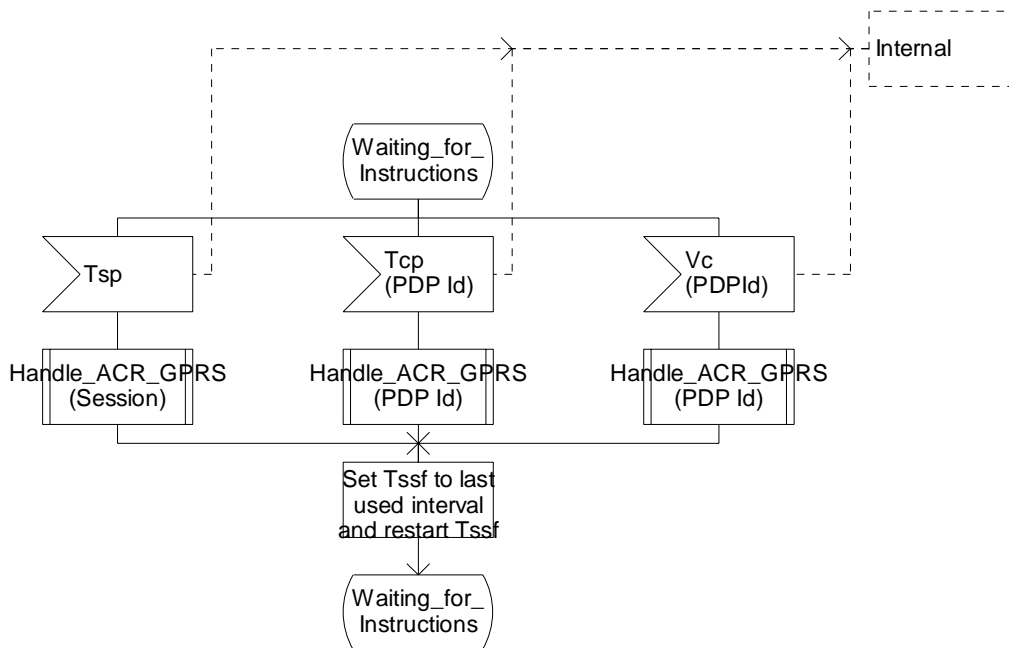 Internal
Waiting_for_
Instructions
Tsp
Tcp
(PDP Id)
Vc
(PDPId)
Handle_ACR_GPRS
(Session)
Handle_ACR_GPRS
(PDP Id)
Handle_ACR_GPRS
(PDP Id)
Set Tssf to last
used interval
and restart Tssf
Waiting_for_
Instructions